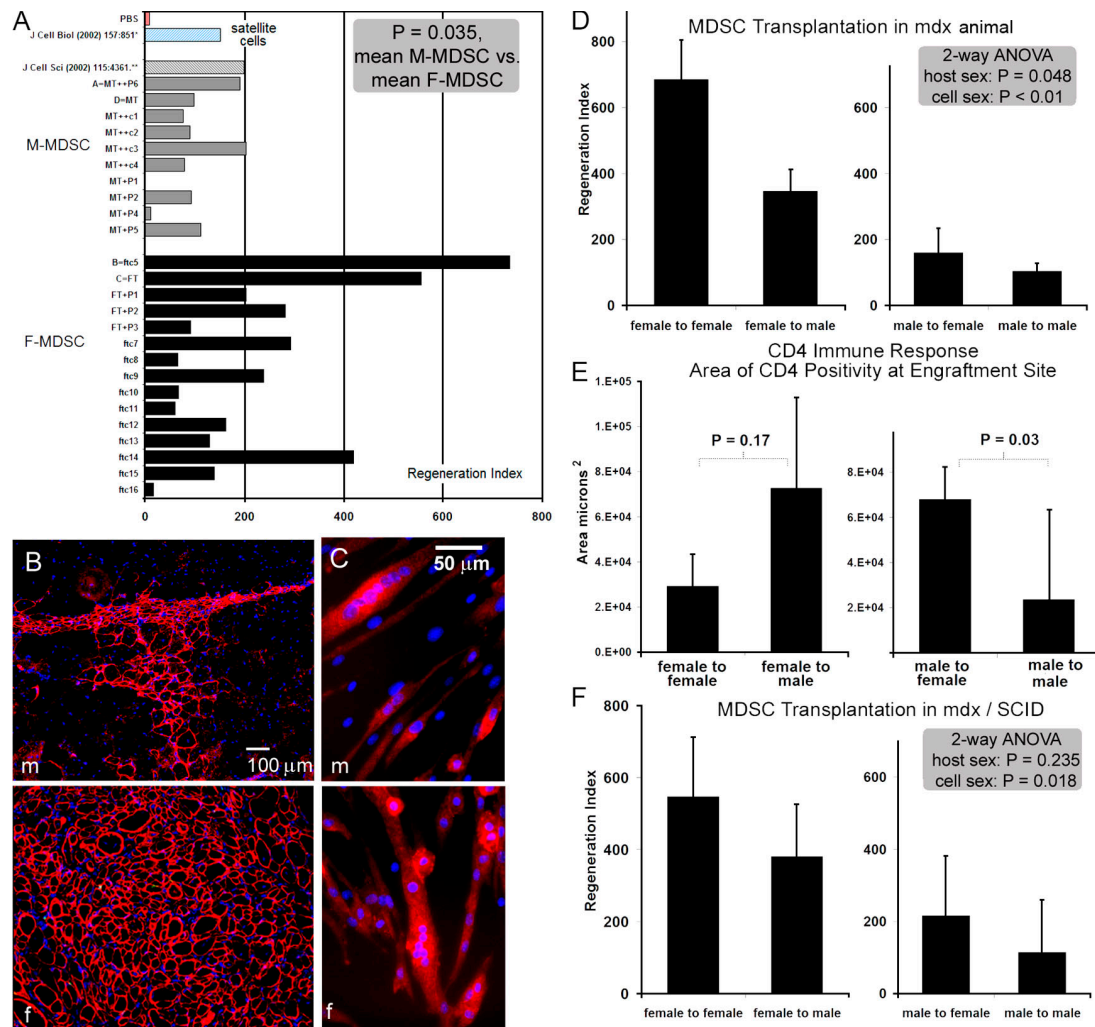 A
PBS
J Cell Biol (2002) 157:851*
satellite
cells
J Cell Sci (2002) 115:4361.**
A=MT++P6
D=MT
MT++c1
MT++c2
M-MDSC
MT++c3
MT++c4
MT+P1
MT+P2
MT+P4
MT+P5
P = 0.035,
mean M-MDSC vs.
mean F-MDSC
B=ftc5
C=FT
FT+P1
FT+P2
FT+P3
F-MDSC
ftc7
ftc8
ftc9
ftc10
ftc11
ftc12
ftc13
ftc14
ftc15
ftc16
Regeneration Index
0 200 400 600 800
B
m
100 µm
f
C
50 µm
m
f
D
MDSC Transplantation in mdx animal
2-way ANOVA
host sex: P = 0.048
cell sex: P < 0.01
Regeneration Index
800
600
400
200
0
female to female female to male
800
600
400
200
0
male to female male to male
E
CD4 Immune Response
Area of CD4 Positivity at Engraftment Site
Area microns 2
1.E+05
1.E+05
8.E+04
6.E+04
4.E+04
2.E+04
0.E+00
P = 0.17
female to
female
female to
male
8.E+04
6.E+04
4.E+04
2.E+04
P = 0.03
male to
female
male to
male
F
MDSC Transplantation in mdx / SCID
2-way ANOVA
host sex: P = 0.235
cell sex: P = 0.018
Regeneration Index
800
600
400
200
0
female to female female to male
800
600
400
200
0
male to female male to male